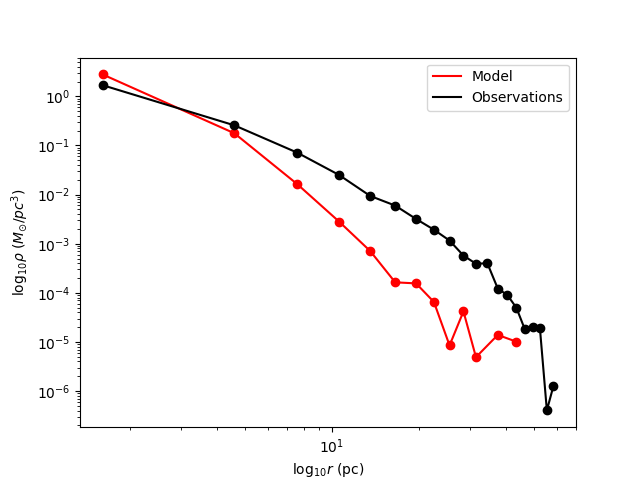 Model
Observations
10⁰
10⁻¹
10⁻²
10⁻³
10⁻⁴
10⁻⁵
10⁻⁶
log₁₀ρ (M⊙/pc³)
10¹
log₁₀r (pc)